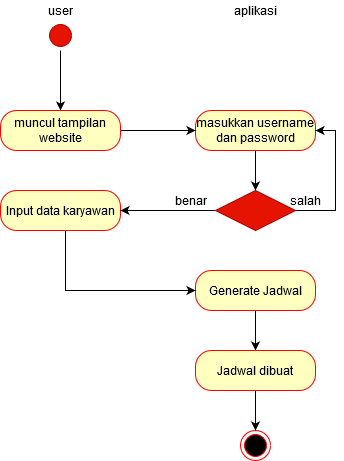 user
aplikasi
muncul tampilan
website
masukkan username
dan password
benar
salah
Input data karyawan
Generate Jadwal
Jadwal dibuat